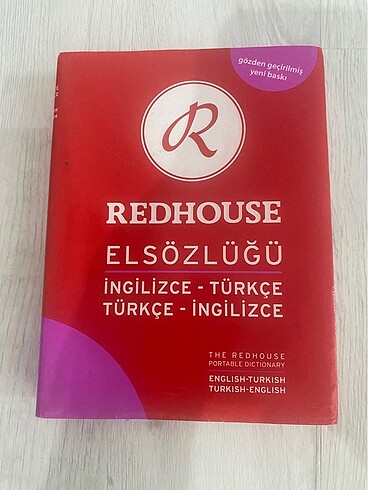 gözden geçirilmiş
yeni baskı
R
REDHOUSE
ELSÖZLÜĞÜ
İNGİLİZCE - TÜRKÇE
TÜRKÇE - İNGİLİZCE
THE REDHOUSE
PORTABLE DICTIONARY
ENGLISH-TURKISH
TURKISH-ENGLISH